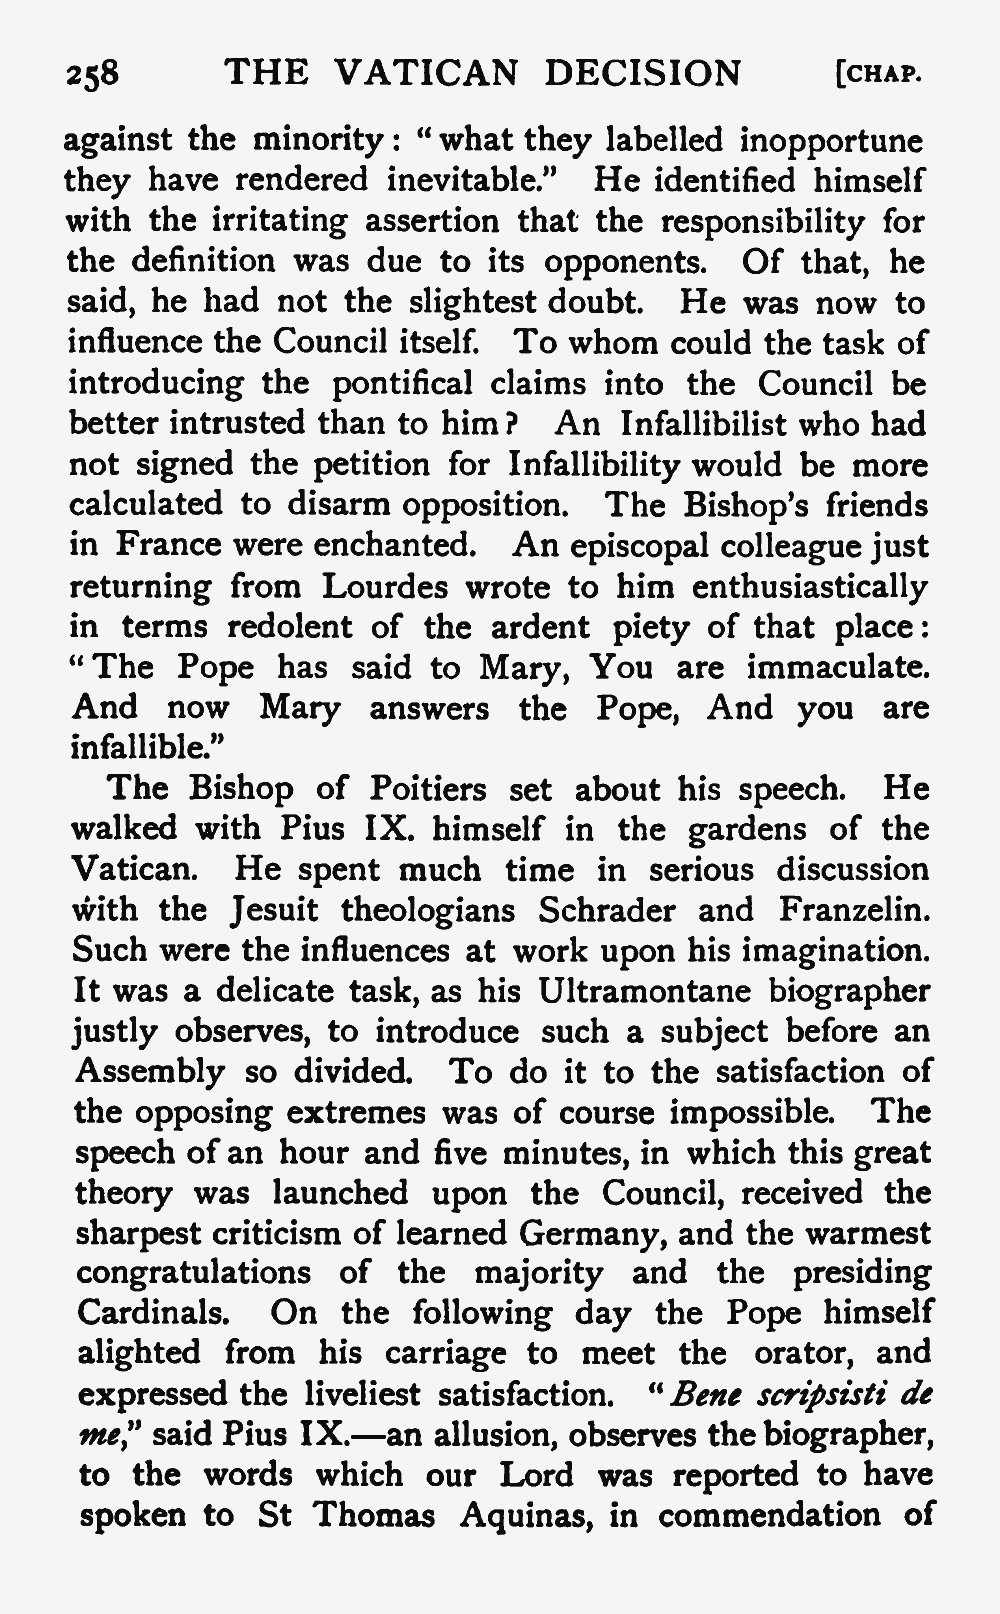 258 THE VATICAN DECISION [CHAP.
against the minority: “what they labelled inopportune
they have rendered inevitable.” He identified himself
with the irritating assertion that the responsibility for
the definition was due to its opponents. Of that, he
said, he had not the slightest doubt. He was now to
influence the Council itself. To whom could the task of
introducing the pontifical claims into the Council be
better intrusted than to him? An Infallibilist who had
not signed the petition for Infallibility would be more
calculated to disarm opposition. The Bishop’s friends
in France were enchanted. An episcopal colleague just
returning from Lourdes wrote to him enthusiastically
in terms redolent of the ardent piety of that place:
“The Pope has said to Mary, You are immaculate.
And now Mary answers the Pope, And you are
infallible.”
The Bishop of Poitiers set about his speech. He
walked with Pius IX. himself in the gardens of the
Vatican. He spent much time in serious discussion
with the Jesuit theologians Schrader and Franzelin.
Such were the influences at work upon his imagination.
It was a delicate task, as his Ultramontane biographer
justly observes, to introduce such a subject before an
Assembly so divided. To do it to the satisfaction of
the opposing extremes was of course impossible. The
speech of an hour and five minutes, in which this great
theory was launched upon the Council, received the
sharpest criticism of learned Germany, and the warmest
congratulations of the majority and the presiding
Cardinals. On the following day the Pope himself
alighted from his carriage to meet the orator, and
expressed the liveliest satisfaction. “Bene scripsisti de
me,” said Pius IX.—an allusion, observes the biographer,
to the words which our Lord was reported to have
spoken to St Thomas Aquinas, in commendation of